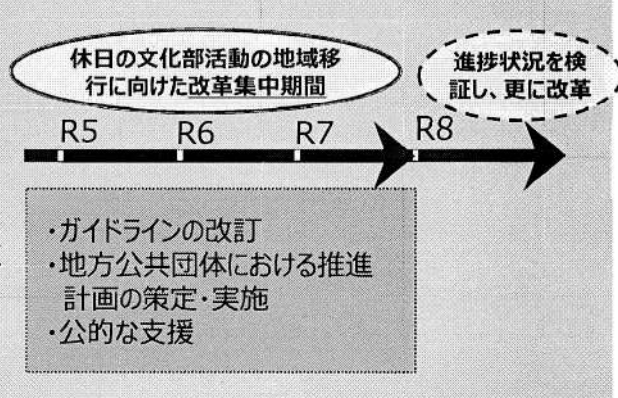 休日の文化部活動の地域移
行に向けた改革集中期間
進捗状況を検
証し、更に改革
R5 R6 R7 R8
・ガイドラインの改訂
・地方公共団体における推進
計画の策定・実施
・公的な支援